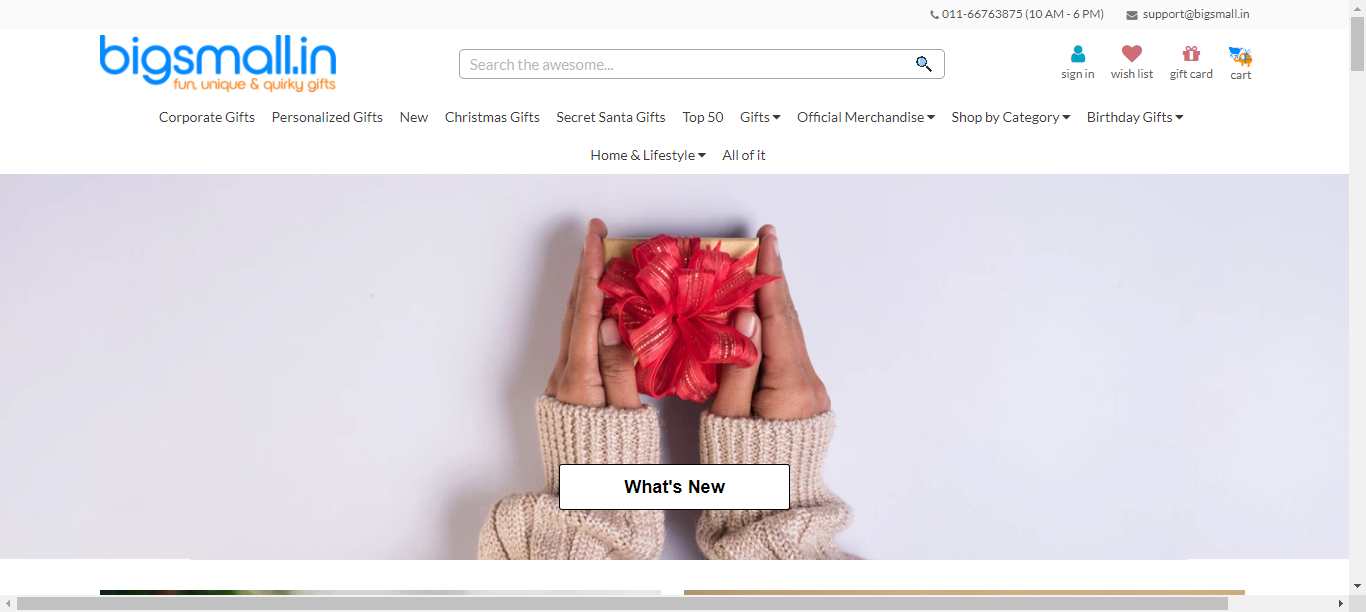 011-66763875 (10 AM - 6 PM) support@bigsmall.in
bigsmall.in
fun, unique & quirky gifts
Search the awesome...
sign in wish list gift card cart
Corporate Gifts Personalized Gifts New Christmas Gifts Secret Santa Gifts Top 50 Gifts Official Merchandise Shop by Category Birthday Gifts
Home & Lifestyle All of it
What's New